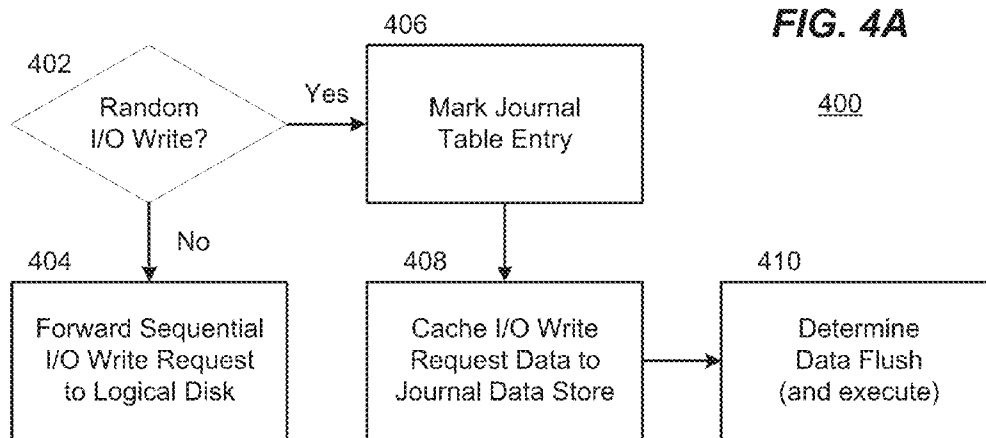 FIG. 4A
400
402
Random
I/O Write?
Yes
No
406
Mark Journal
Table Entry
404
Forward Sequential
I/O Write Request
to Logical Disk
408
Cache I/O Write
Request Data to
Journal Data Store
410
Determine
Data Flush
(and execute)